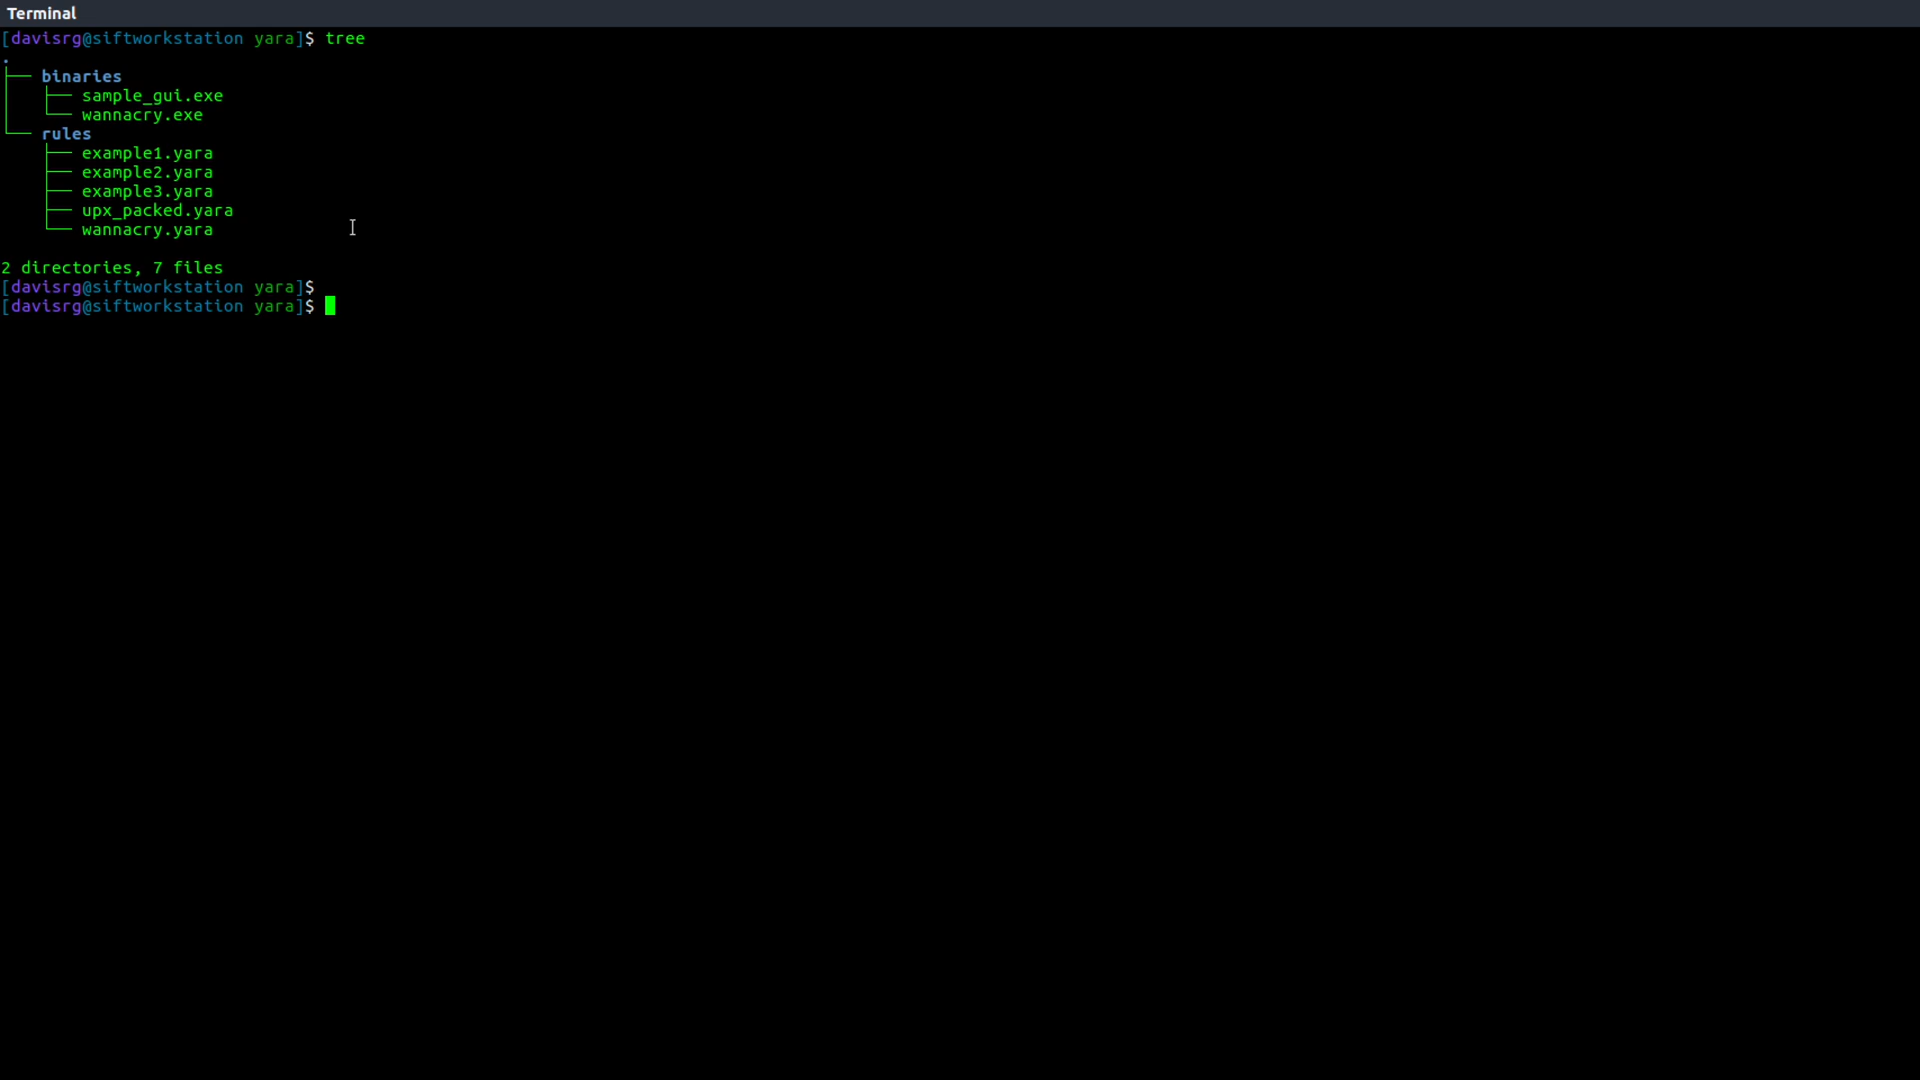 Terminal
[davisrg@siftworkstation yara]$ tree
.
├── binaries
│   ├── sample_gui.exe
│   └── wannacry.exe
└── rules
    ├── example1.yara
    ├── example2.yara
    ├── example3.yara
    ├── upx_packed.yara
    └── wannacry.yara
2 directories, 7 files
[davisrg@siftworkstation yara]$
[davisrg@siftworkstation yara]$